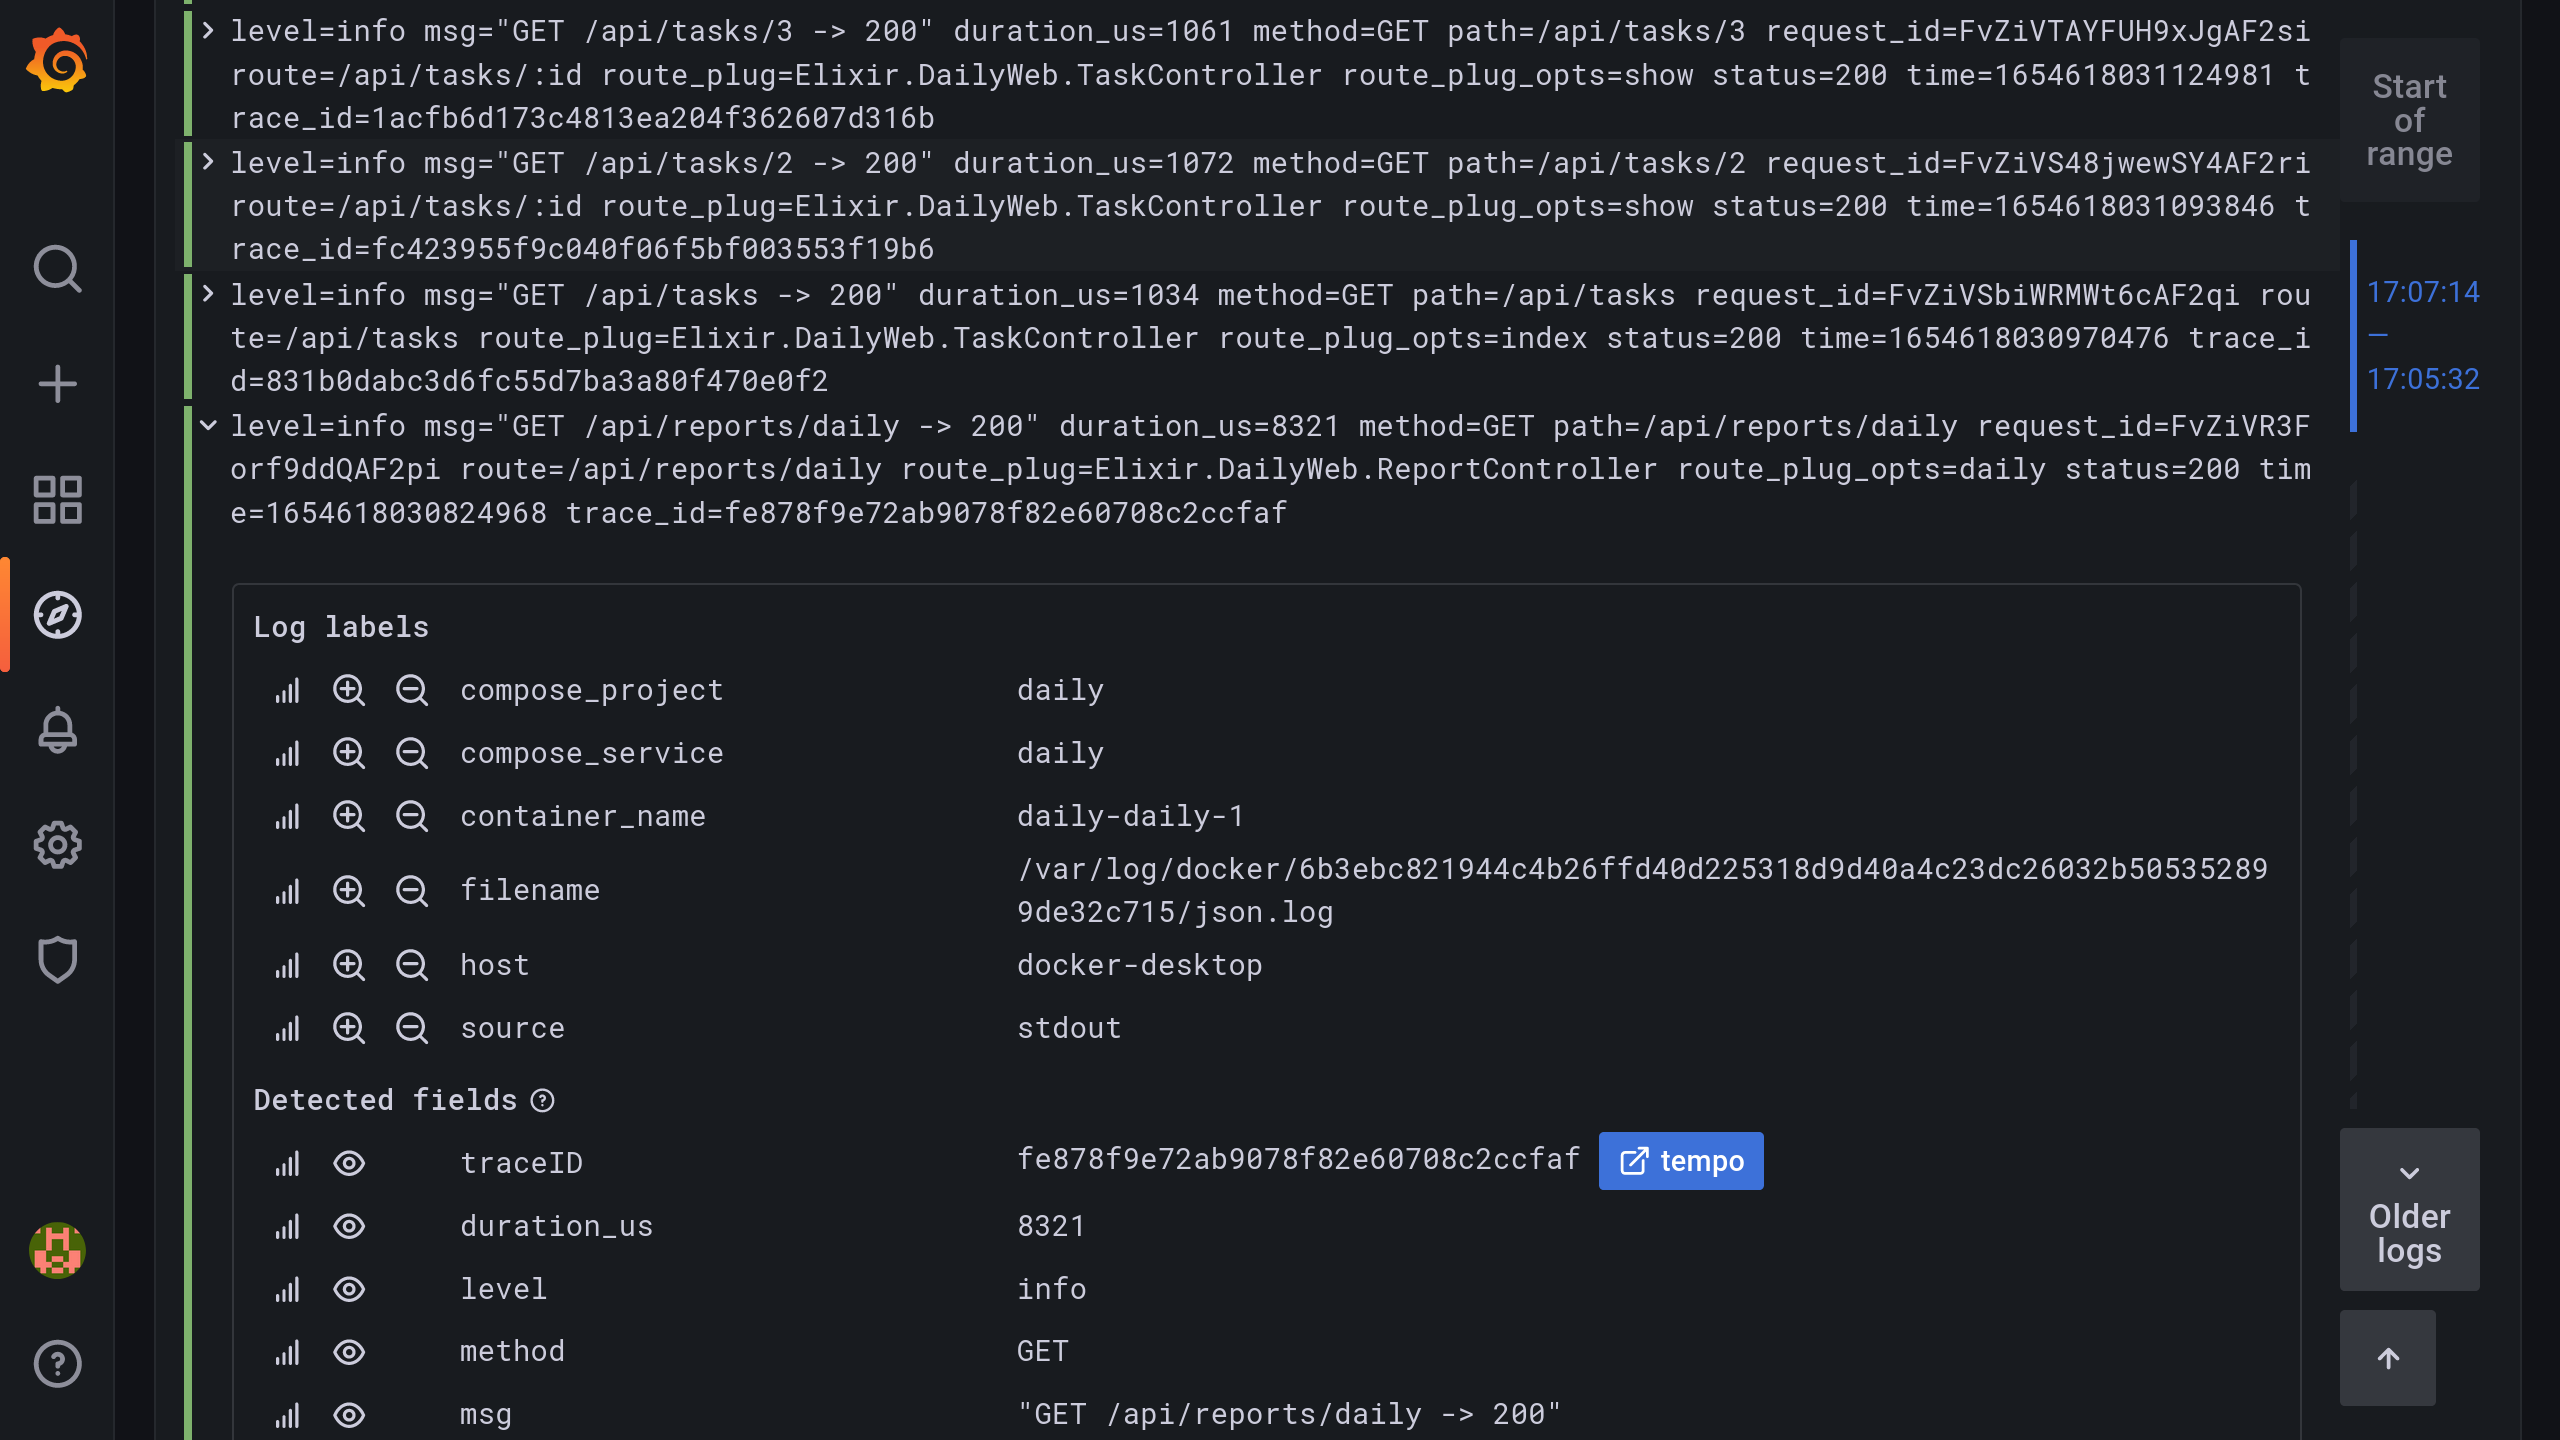 level=info msg="GET /api/tasks/3 -> 200" duration_us=1061 method=GET path=/api/tasks/3 request_id=FvZiVTAYFUH9xJgAF2si
route=/api/tasks/:id route_plug=Elixir.DailyWeb.TaskController route_plug_opts=show status=200 time=1654618031124981 t
race_id=1acfb6d173c4813ea204f362607d316b
level=info msg="GET /api/tasks/2 -> 200" duration_us=1072 method=GET path=/api/tasks/2 request_id=FvZiVS48jwewSY4AF2ri
route=/api/tasks/:id route_plug=Elixir.DailyWeb.TaskController route_plug_opts=show status=200 time=1654618031093846 t
race_id=fc423955f9c040f06f5bf003553f19b6
level=info msg="GET /api/tasks -> 200" duration_us=1034 method=GET path=/api/tasks request_id=FvZiVSbiWRMWt6cAF2qi rou
te=/api/tasks route_plug=Elixir.DailyWeb.TaskController route_plug_opts=index status=200 time=1654618030970476 trace_i
d=831b0dabc3d6fc55d7ba3a80f470e0f2
level=info msg="GET /api/reports/daily -> 200" duration_us=8321 method=GET path=/api/reports/daily request_id=FvZiVR3F
orf9ddQAF2pi route=/api/reports/daily route_plug=Elixir.DailyWeb.ReportController route_plug_opts=daily status=200 tim
e=1654618030824968 trace_id=fe878f9e72ab9078f82e60708c2ccfaf
Log labels
compose_project daily
compose_service daily
container_name daily-daily-1
filename /var/log/docker/6b3ebc821944c4b26ffd40d225318d9d40a4c23dc26032b50535289
9de32c715/json.log
host docker-desktop
source stdout
Detected fields
traceID fe878f9e72ab9078f82e60708c2ccfaf tempo
duration_us 8321
level info
method GET
msg "GET /api/reports/daily -> 200"
Start
of
range
17:07:14
—
17:05:32
Older
logs